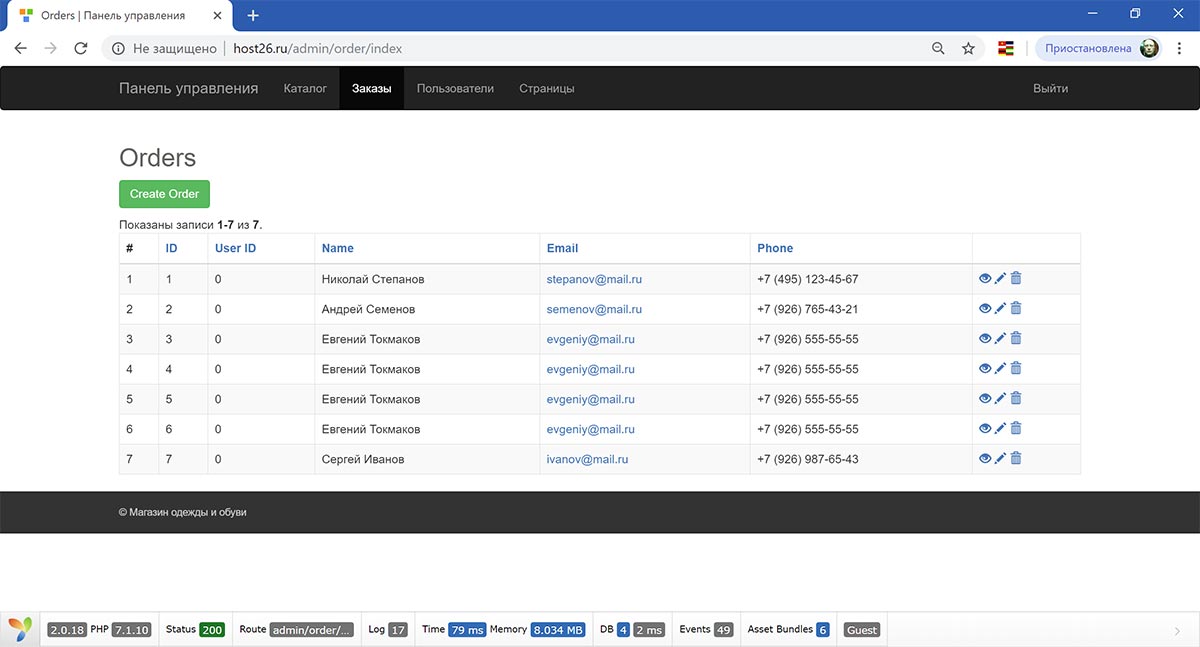 Orders | Панель управления
Не защищено | host26.ru/admin/order/index
Приостановлена
Панель управления Каталог Заказы Пользователи Страницы Выйти
Orders
Create Order
Показаны записи 1-7 из 7.
# ID User ID Name Email Phone
1 1 0 Николай Степанов stepanov@mail.ru +7 (495) 123-45-67
2 2 0 Андрей Семенов semenov@mail.ru +7 (926) 765-43-21
3 3 0 Евгений Токмаков evgeniy@mail.ru +7 (926) 555-55-55
4 4 0 Евгений Токмаков evgeniy@mail.ru +7 (926) 555-55-55
5 5 0 Евгений Токмаков evgeniy@mail.ru +7 (926) 555-55-55
6 6 0 Евгений Токмаков evgeniy@mail.ru +7 (926) 555-55-55
7 7 0 Сергей Иванов ivanov@mail.ru +7 (926) 987-65-43
© Магазин одежды и обуви
2.0.18 PHP 7.1.10 Status 200 Route admin/order/... Log 17 Time 79 ms Memory 8.034 MB DB 4 2 ms Events 49 Asset Bundles 6 Guest